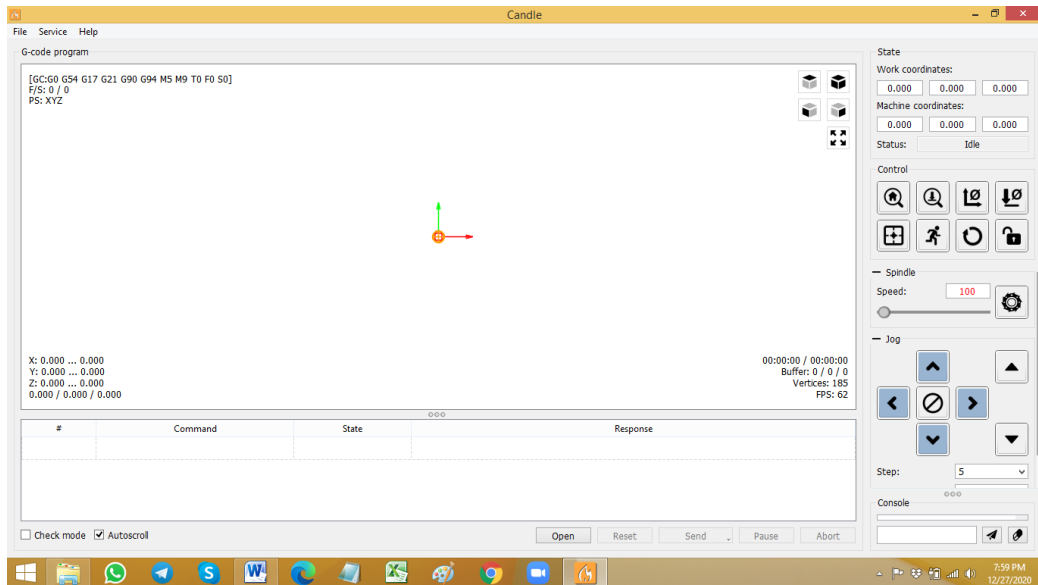 Candle
File Service Help
G-code program
[GC:G0 G54 G17 G21 G90 G94 M5 M9 T0 F0 S0]
F/S: 0 / 0
PS: XYZ
X: 0.000 ... 0.000
Y: 0.000 ... 0.000
Z: 0.000 ... 0.000
0.000 / 0.000 / 0.000
00:00:00 / 00:00:00
Buffer: 0 / 0 / 0
Vertices: 185
FPS: 62
# Command State Response
Check mode Autoscroll Open Reset Send Pause Abort
State
Work coordinates:
0.000 0.000 0.000
Machine coordinates:
0.000 0.000 0.000
Status: Idle
Control
Spindle
Speed: 100
Jog
Step: 5
Console
7:59 PM
12/27/2020